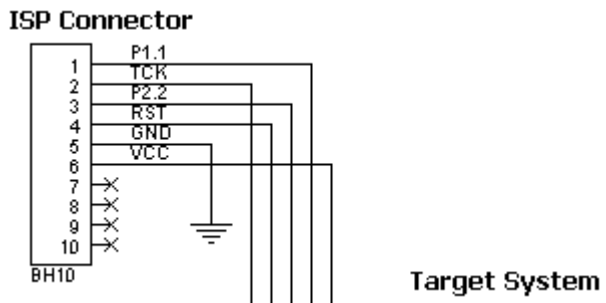 ISP Connector
1 P1.1
2 TCK
3 P2.2
4 RST
5 GND
6 VCC
7
8
9
10
BH10
Target System